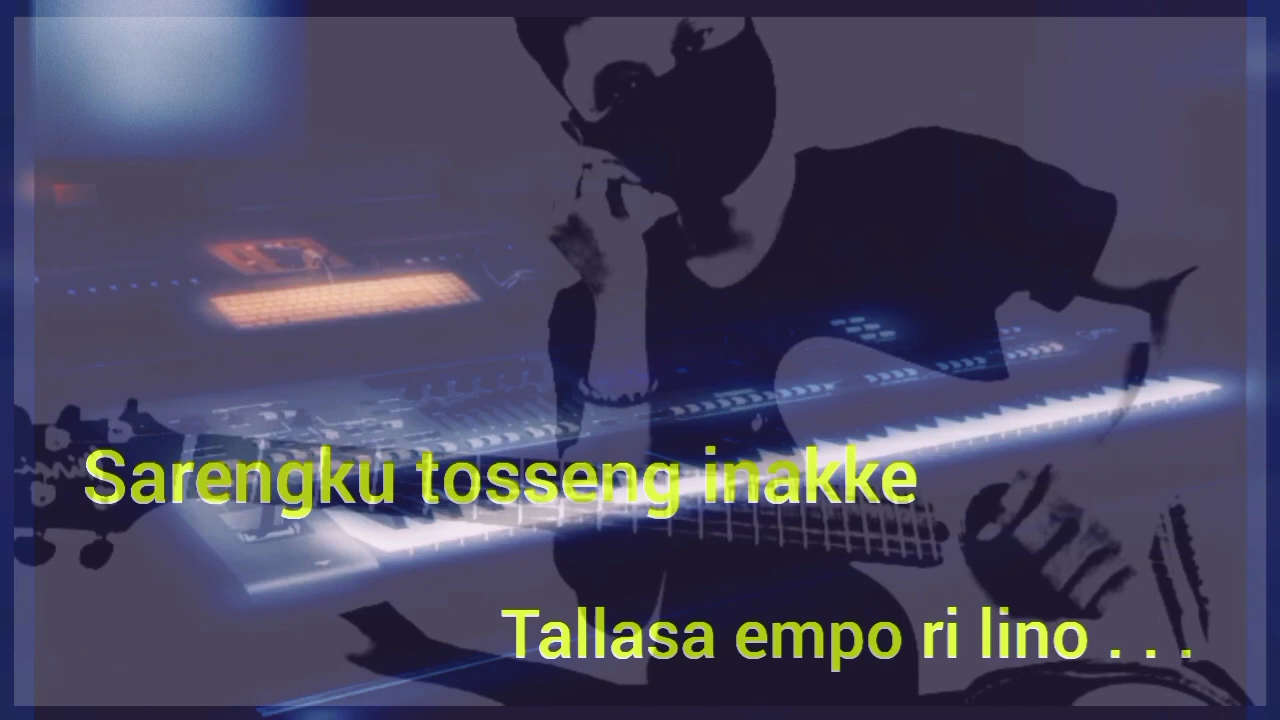 Sarengku tosseng inakke
Tallasa empo ri lino . . .